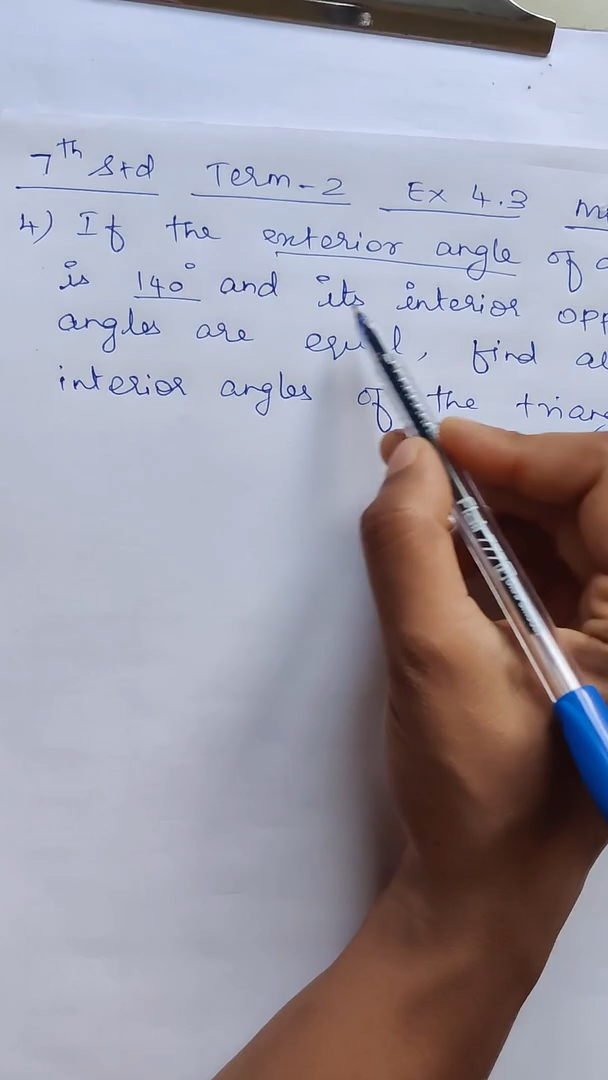 7th Std Term-2 Ex 4.3
4) If the exterior angle of
is 140° and its interior
angles are equal, find
interior angles of the